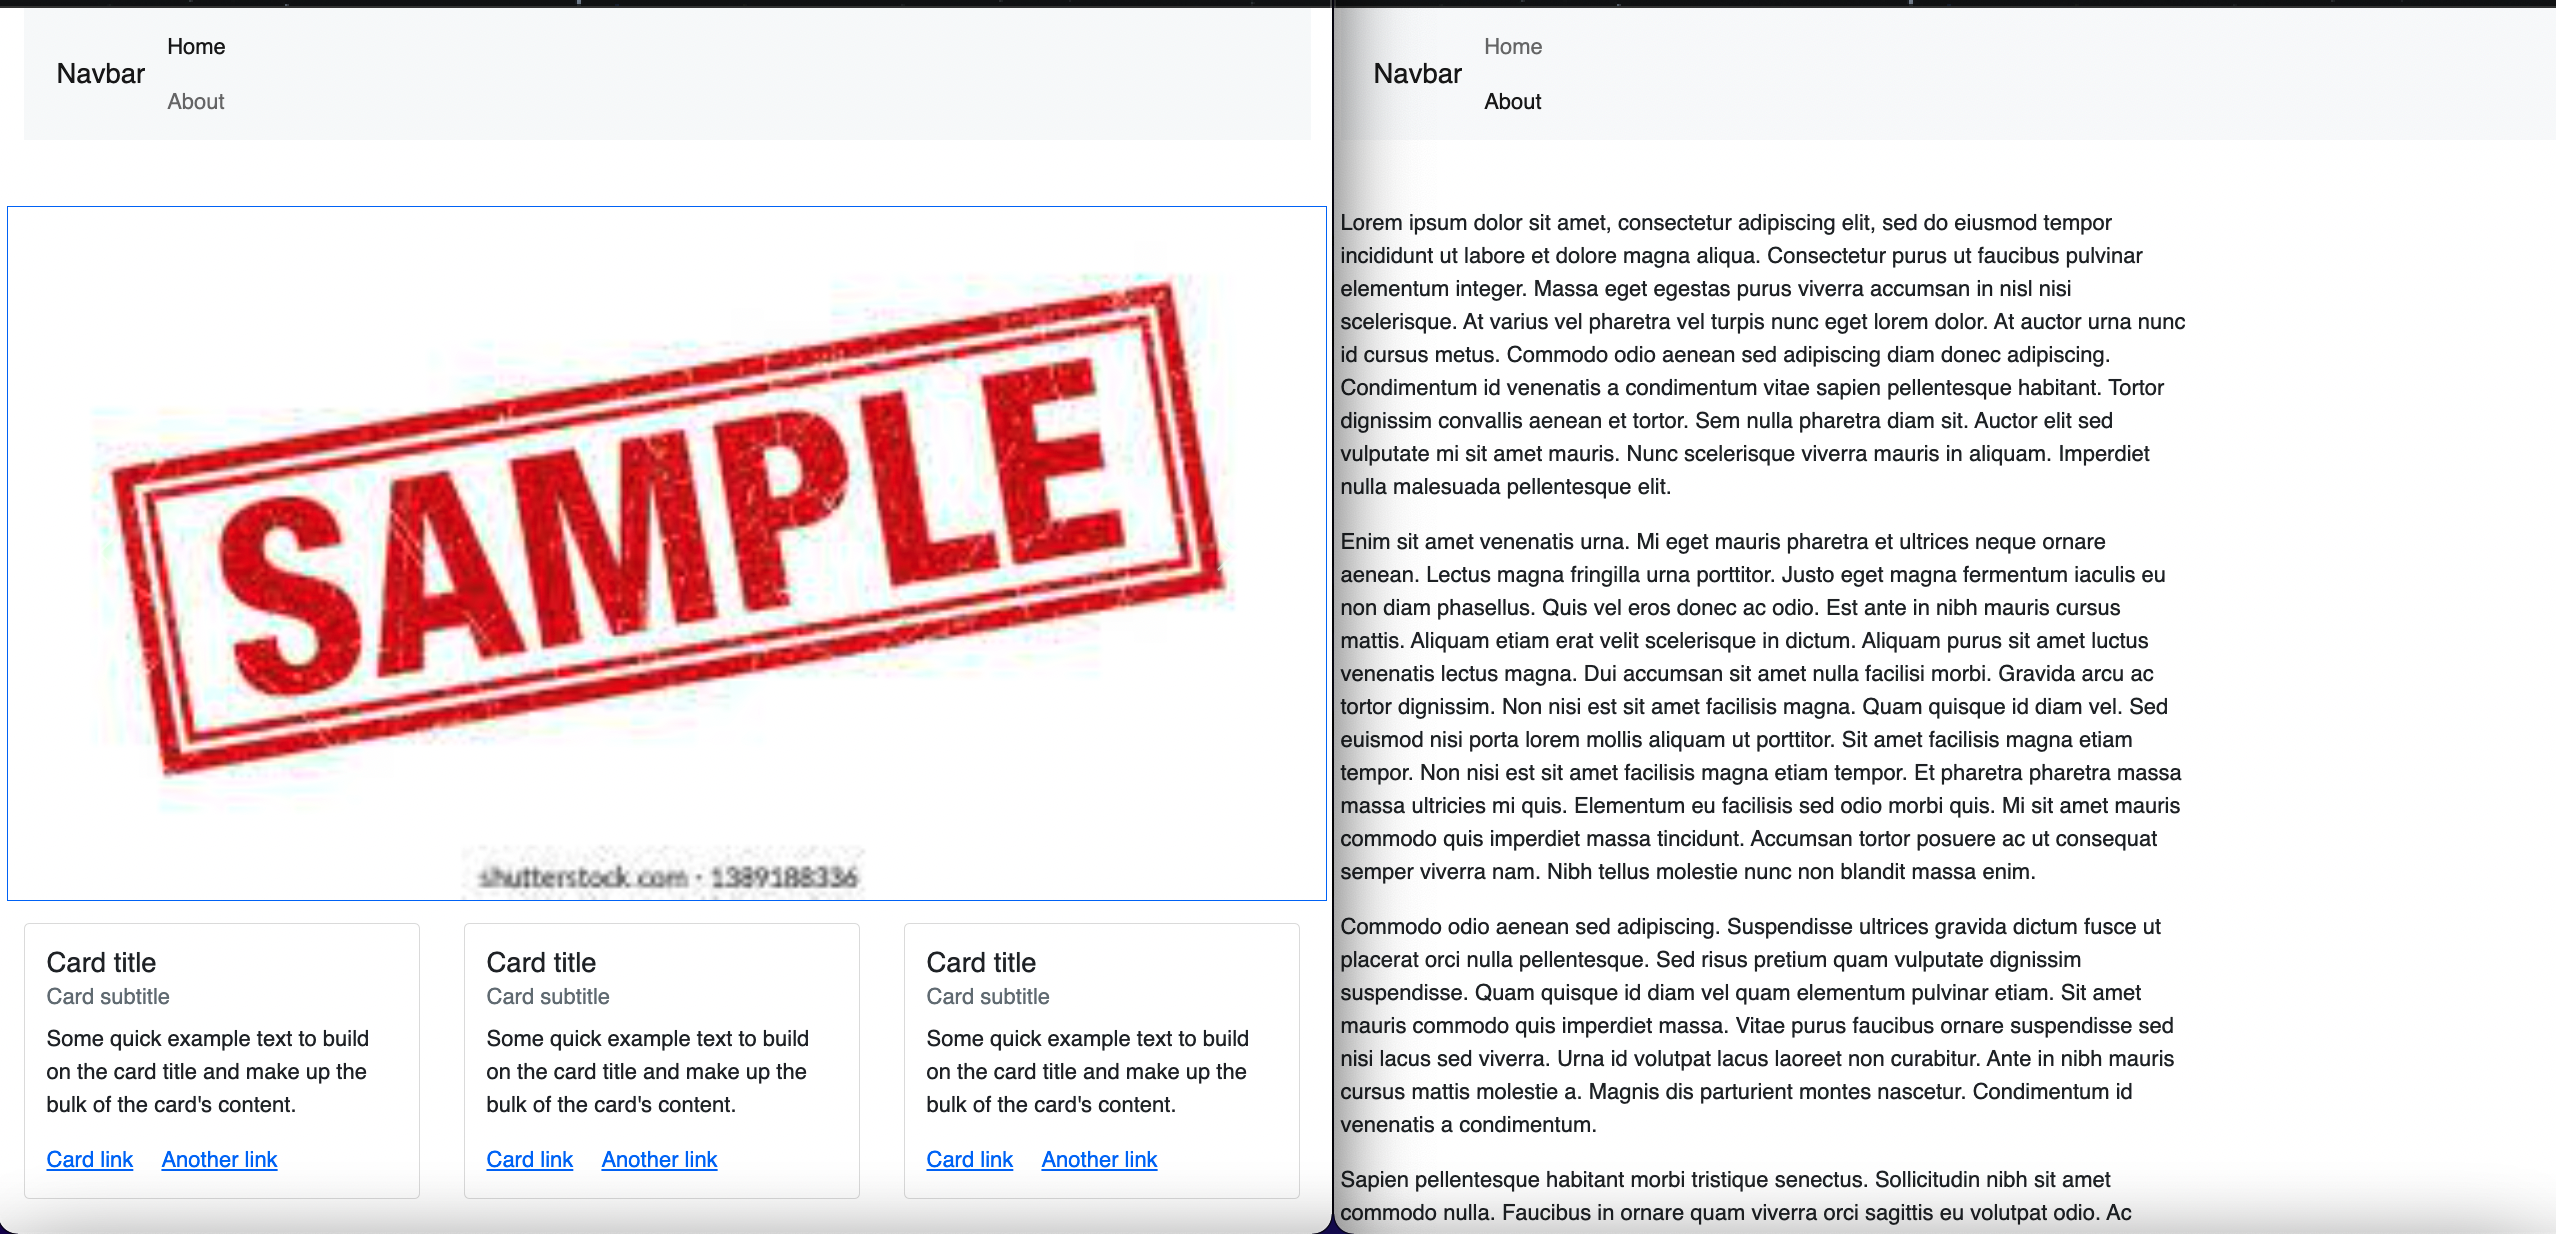 Navbar
Home
About
SAMPLE
shutterstock.com · 1389188336
Card title
Card subtitle
Some quick example text to build
on the card title and make up the
bulk of the card's content.
Card link Another link
Card title
Card subtitle
Some quick example text to build
on the card title and make up the
bulk of the card's content.
Card link Another link
Card title
Card subtitle
Some quick example text to build
on the card title and make up the
bulk of the card's content.
Card link Another link
Navbar
Home
About
Lorem ipsum dolor sit amet, consectetur adipiscing elit, sed do eiusmod tempor
incididunt ut labore et dolore magna aliqua. Consectetur purus ut faucibus pulvinar
elementum integer. Massa eget egestas purus viverra accumsan in nisl nisi
scelerisque. At varius vel pharetra vel turpis nunc eget lorem dolor. At auctor urna nunc
id cursus metus. Commodo odio aenean sed adipiscing diam donec adipiscing.
Condimentum id venenatis a condimentum vitae sapien pellentesque habitant. Tortor
dignissim convallis aenean et tortor. Sem nulla pharetra diam sit. Auctor elit sed
vulputate mi sit amet mauris. Nunc scelerisque viverra mauris in aliquam. Imperdiet
nulla malesuada pellentesque elit.
Enim sit amet venenatis urna. Mi eget mauris pharetra et ultrices neque ornare
aenean. Lectus magna fringilla urna porttitor. Justo eget magna fermentum iaculis eu
non diam phasellus. Quis vel eros donec ac odio. Est ante in nibh mauris cursus
mattis. Aliquam etiam erat velit scelerisque in dictum. Aliquam purus sit amet luctus
venenatis lectus magna. Dui accumsan sit amet nulla facilisi morbi. Gravida arcu ac
tortor dignissim. Non nisi est sit amet facilisis magna. Quam quisque id diam vel. Sed
euismod nisi porta lorem mollis aliquam ut porttitor. Sit amet facilisis magna etiam
tempor. Non nisi est sit amet facilisis magna etiam tempor. Et pharetra pharetra massa
massa ultricies mi quis. Elementum eu facilisis sed odio morbi quis. Mi sit amet mauris
commodo quis imperdiet massa tincidunt. Accumsan tortor posuere ac ut consequat
semper viverra nam. Nibh tellus molestie nunc non blandit massa enim.
Commodo odio aenean sed adipiscing. Suspendisse ultrices gravida dictum fusce ut
placerat orci nulla pellentesque. Sed risus pretium quam vulputate dignissim
suspendisse. Quam quisque id diam vel quam elementum pulvinar etiam. Sit amet
mauris commodo quis imperdiet massa. Vitae purus faucibus ornare suspendisse sed
nisi lacus sed viverra. Urna id volutpat lacus laoreet non curabitur. Ante in nibh mauris
cursus mattis molestie a. Magnis dis parturient montes nascetur. Condimentum id
venenatis a condimentum.
Sapien pellentesque habitant morbi tristique senectus. Sollicitudin nibh sit amet
commodo nulla. Faucibus in ornare quam viverra orci sagittis eu volutpat odio. Ac